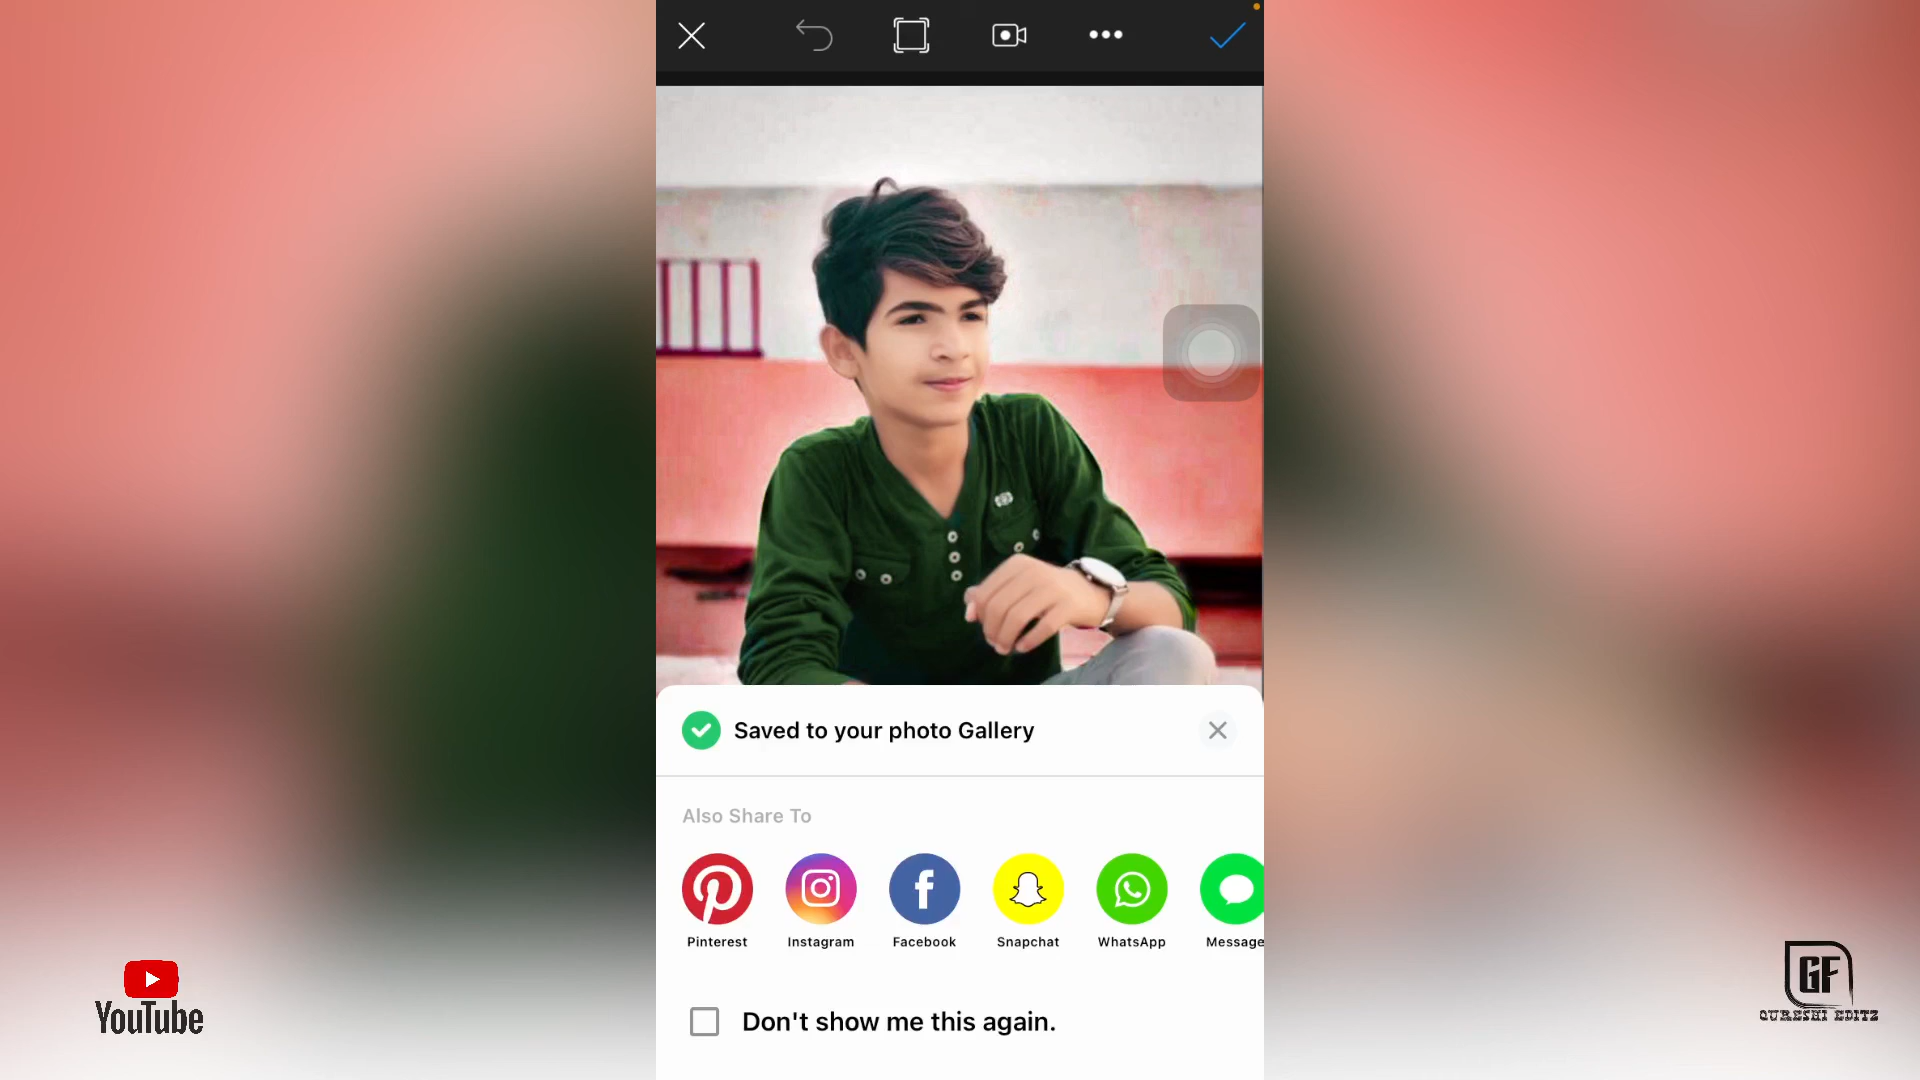 Saved to your photo Gallery
Also Share To
Pinterest
Instagram
Facebook
Snapchat
WhatsApp
Message
Don't show me this again.
YouTube
GF
QURESHI EDITZ